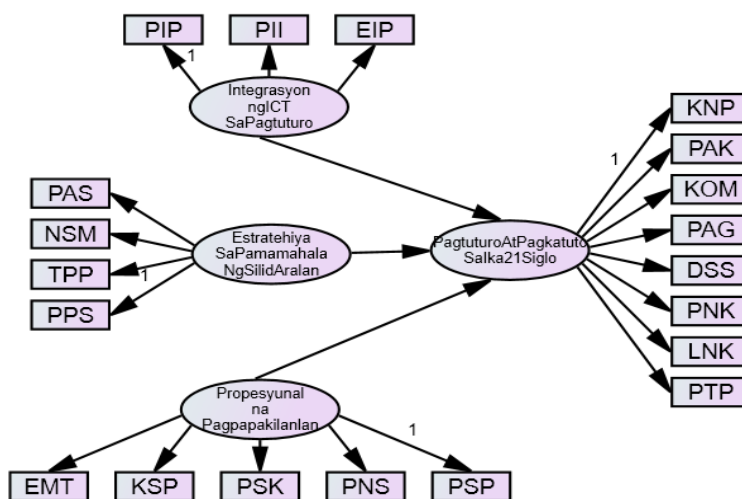 PIP
PII
EIP
1
Integrasyon
ngICT
SaPagtuturo
KNP
1
PAK
KOM
PAG
DSS
PNK
LNK
PTP
PAS
NSM
TPP
1
PPS
Estratehiya
SaPamamahala
NgSilidAralan
PagtuturoAtPagkatuto
SaIka21Siglo
Propesyunal
na
Pagpapakilanlan
1
EMT
KSP
PSK
PNS
PSP